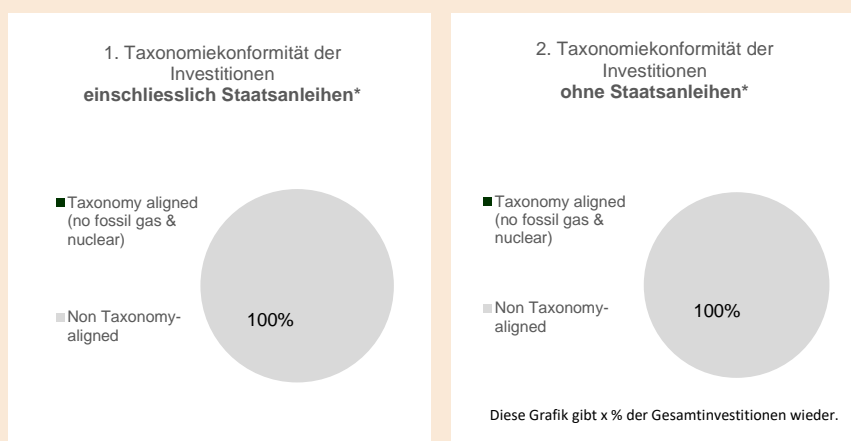 1. Taxonomiekonformität der
Investitionen
einschliesslich Staatsanleihen*
Taxonomy aligned
(no fossil gas &
nuclear)
Non Taxonomy-
aligned
100%
2. Taxonomiekonformität der
Investitionen
ohne Staatsanleihen*
Taxonomy aligned
(no fossil gas &
nuclear)
Non Taxonomy-
aligned
100%
Diese Grafik gibt x % der Gesamtinvestitionen wieder.